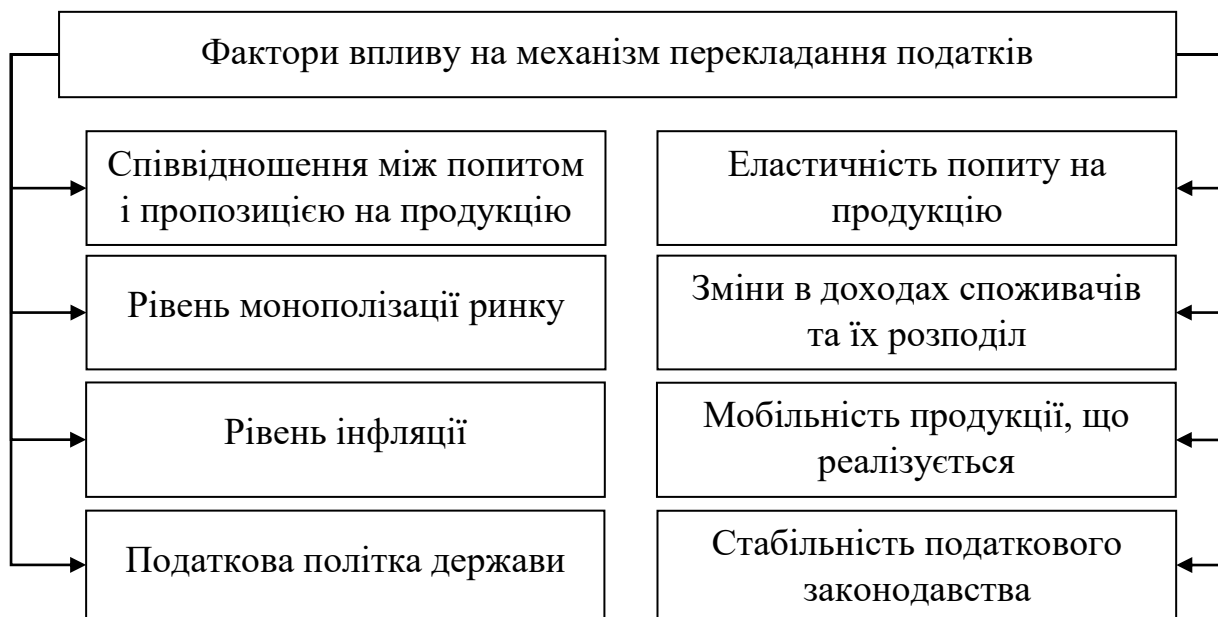 Фактори впливу на механізм перекладання податків
Співвідношення між попитом
і пропозицією на продукцію
Еластичність попиту на
продукцію
Рівень монополізації ринку
Зміни в доходах споживачів
та їх розподіл
Рівень інфляції
Мобільність продукції, що
реалізується
Податкова політка держави
Стабільність податкового
законодавства